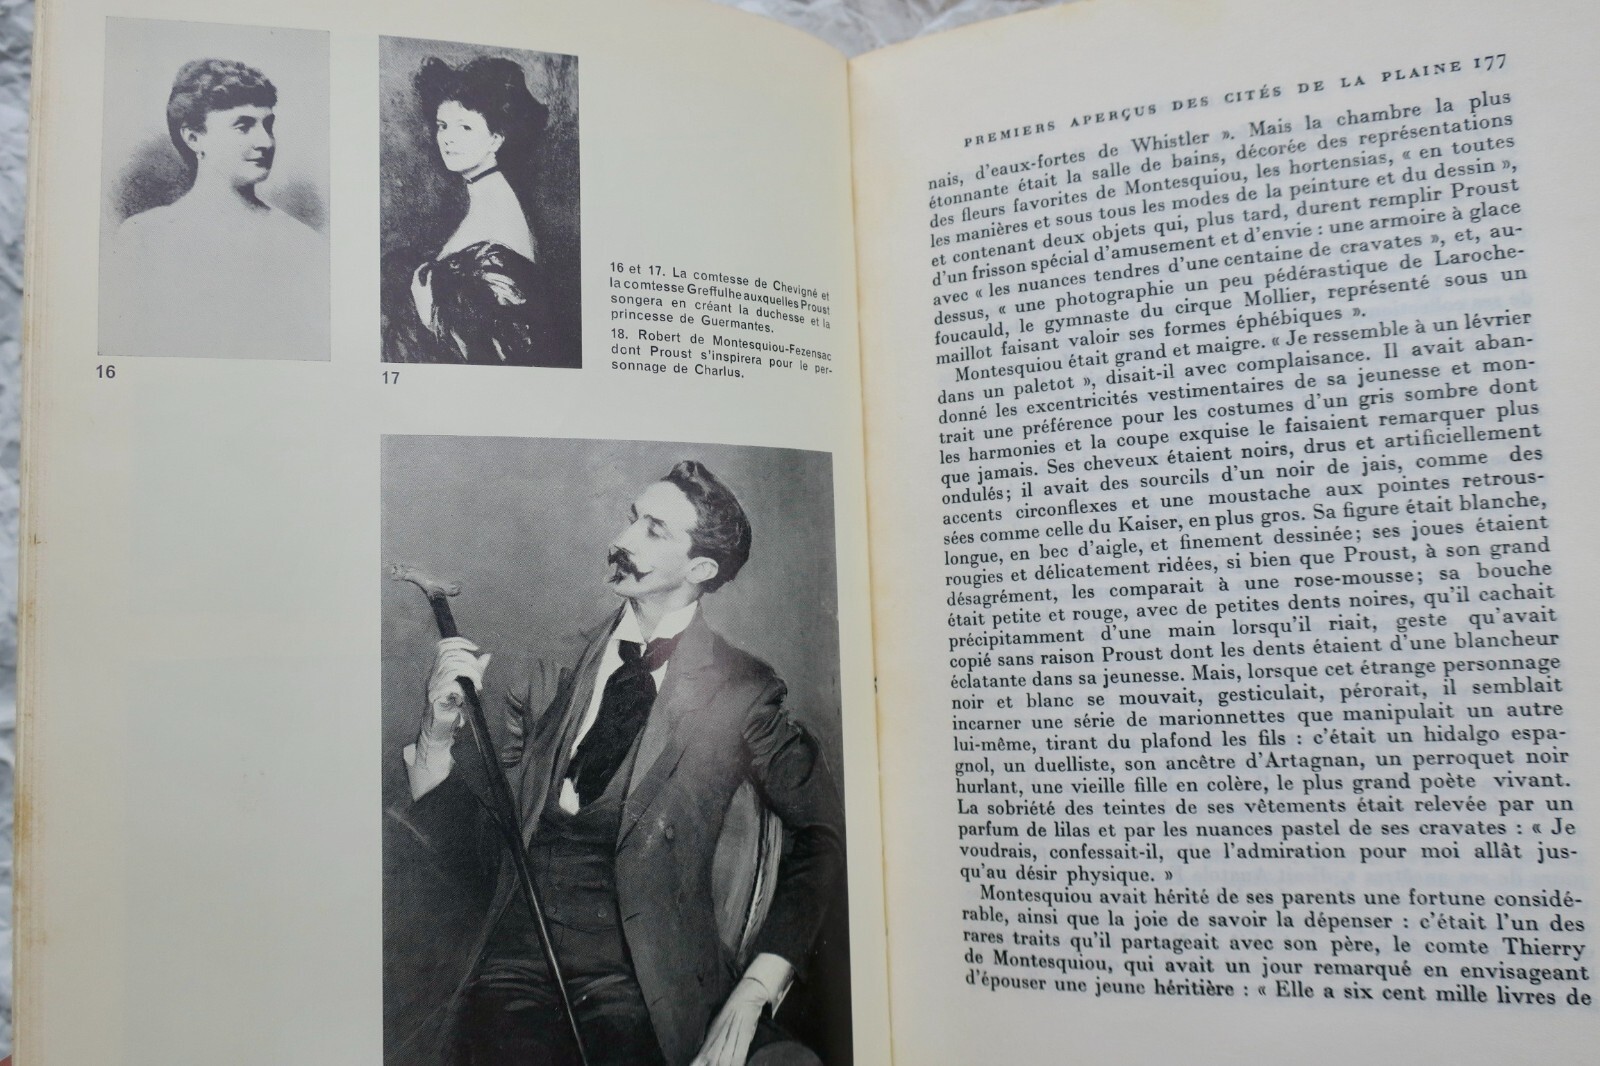 16
17
16 et 17. La comtesse de Chevigné et
la comtesse Greffulhe auxquelles Proust
songera en créant la duchesse et la
princesse de Guermantes.
18. Robert de Montesquiou-Fezensac
dont Proust s'inspirera pour le per-
sonnage de Charlus.
PREMIERS APERÇUS DES CITÉS DE LA PLAINE 177
nais, d'eaux-fortes de Whistler ». Mais la chambre la plus
étonnante était la salle de bains, décorée des représentations
des fleurs favorites de Montesquiou, les hortensias, « en toutes
les manières et sous tous les modes de la peinture et du dessin »,
et contenant deux objets qui, plus tard, durent remplir Proust
d'un frisson spécial d'amusement et d'envie : une armoire à glace
avec « les nuances tendres d'une centaine de cravates », et, au-
dessus, « une photographie un peu pédérastique de Laroche-
foucauld, le gymnaste du cirque Mollier, représenté sous un
maillot faisant valoir ses formes éphébiques ».
Montesquiou était grand et maigre. « Je ressemble à un lévrier
dans un paletot », disait-il avec complaisance. Il avait aban-
donné les excentricités vestimentaires de sa jeunesse et mon-
trait une préférence pour les costumes d'un gris sombre dont
les harmonies et la coupe exquise le faisaient remarquer plus
que jamais. Ses cheveux étaient noirs, drus et artificiellement
ondulés; il avait des sourcils d'un noir de jais, comme des
accents circonflexes et une moustache aux pointes retrous-
sées comme celle du Kaiser, en plus gros. Sa figure était blanche,
longue, en bec d'aigle, et finement dessinée; ses joues étaient
rougies et délicatement ridées, si bien que Proust, à son grand
désagrément, les comparait à une rose-mousse; sa bouche
était petite et rouge, avec de petites dents noires, qu'il cachait
précipitamment d'une main lorsqu'il riait, geste qu'avait
copié sans raison Proust dont les dents étaient d'une blancheur
éclatante dans sa jeunesse. Mais, lorsque cet étrange personnage
noir et blanc se mouvait, gesticulait, pérorait, il semblait
incarner une série de marionnettes que manipulait un autre
lui-même, tirant du plafond les fils : c'était un hidalgo espa-
gnol, un duelliste, son ancêtre d'Artagnan, un perroquet noir
hurlant, une vieille fille en colère, le plus grand poète vivant.
La sobriété des teintes de ses vêtements était relevée par un
parfum de lilas et par les nuances pastel de ses cravates : « Je
voudrais, confessait-il, que l'admiration pour moi allât jus-
qu'au désir physique. »
Montesquiou avait hérité de ses parents une fortune considé-
rable, ainsi que la joie de savoir la dépenser : c'était l'un des
rares traits qu'il partageait avec son père, le comte Thierry
de Montesquiou, qui avait un jour remarqué en envisageant
d'épouser une jeune héritière : « Elle a six cent mille livres de